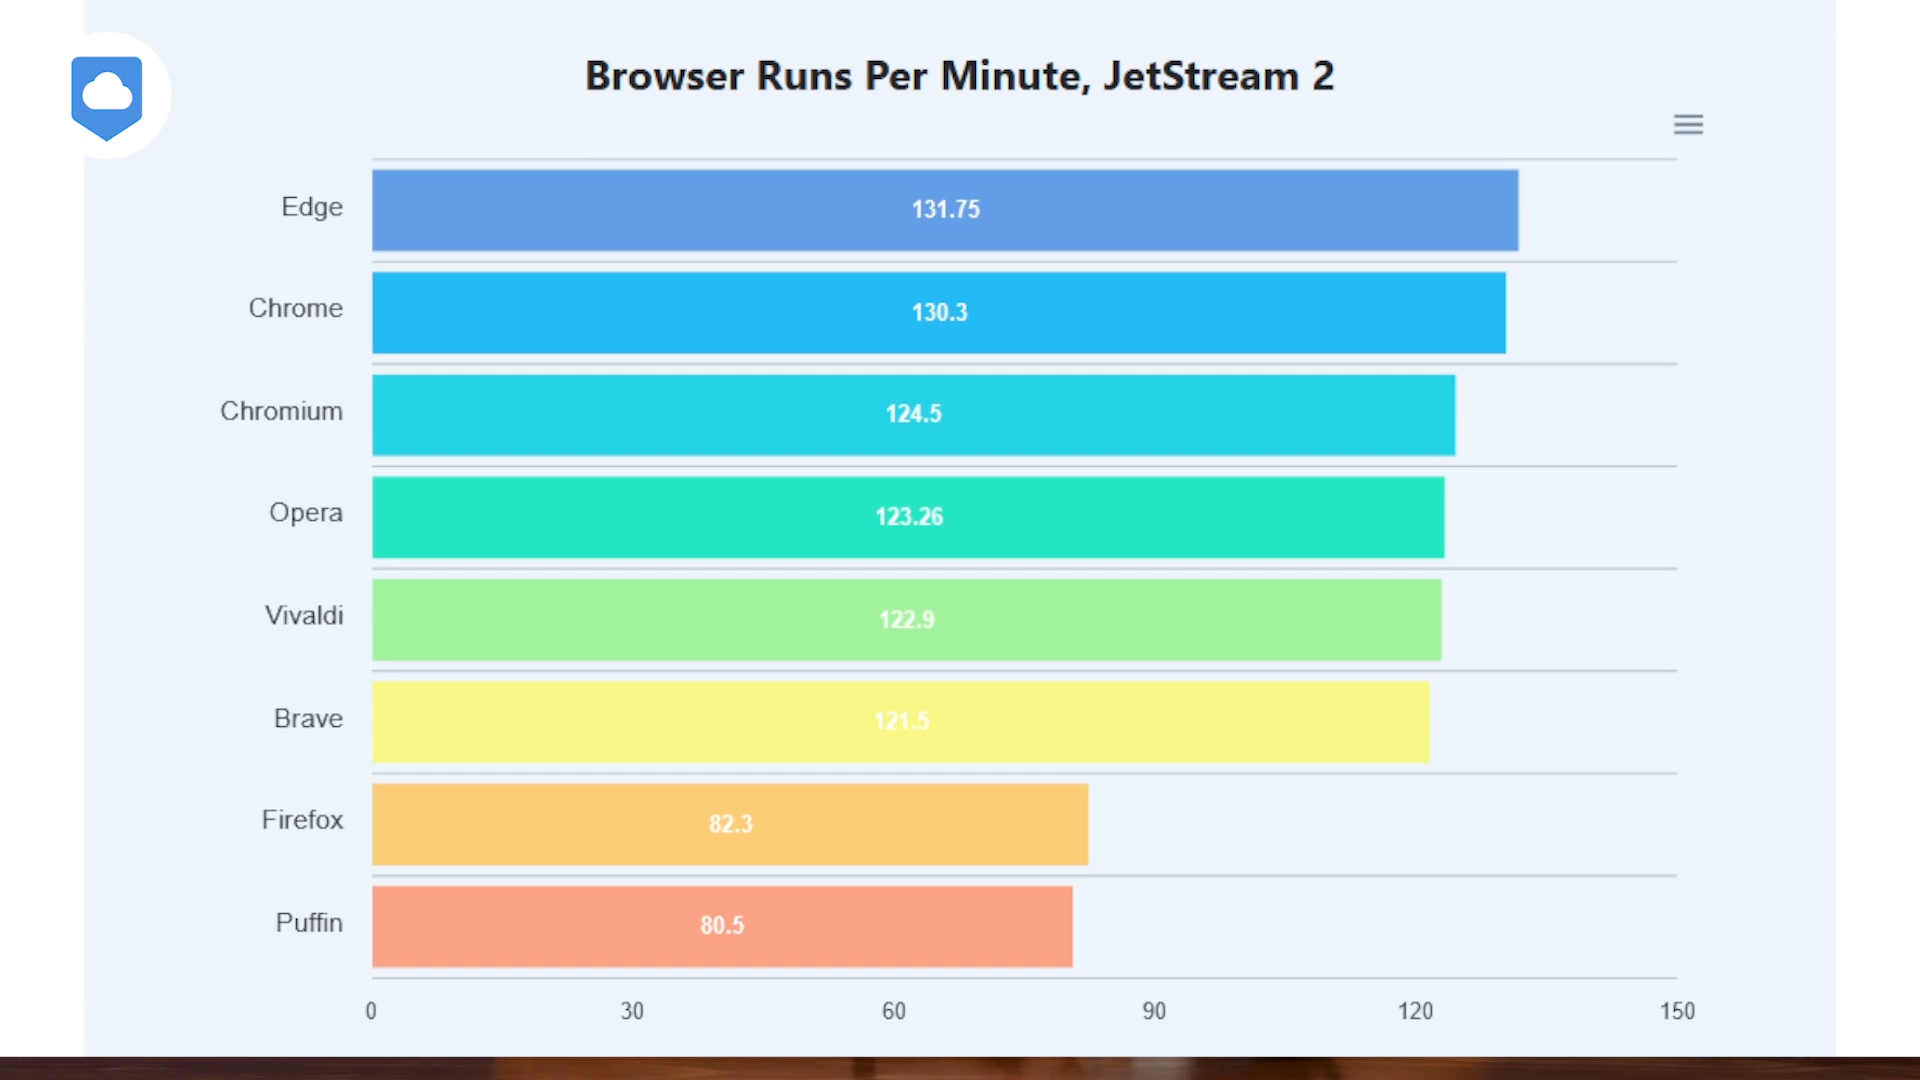 Browser Runs Per Minute, JetStream 2
Edge 131.75
Chrome 130.3
Chromium 124.5
Opera 123.26
Vivaldi 122.9
Brave 121.5
Firefox 82.3
Puffin 80.5
0 30 60 90 120 150